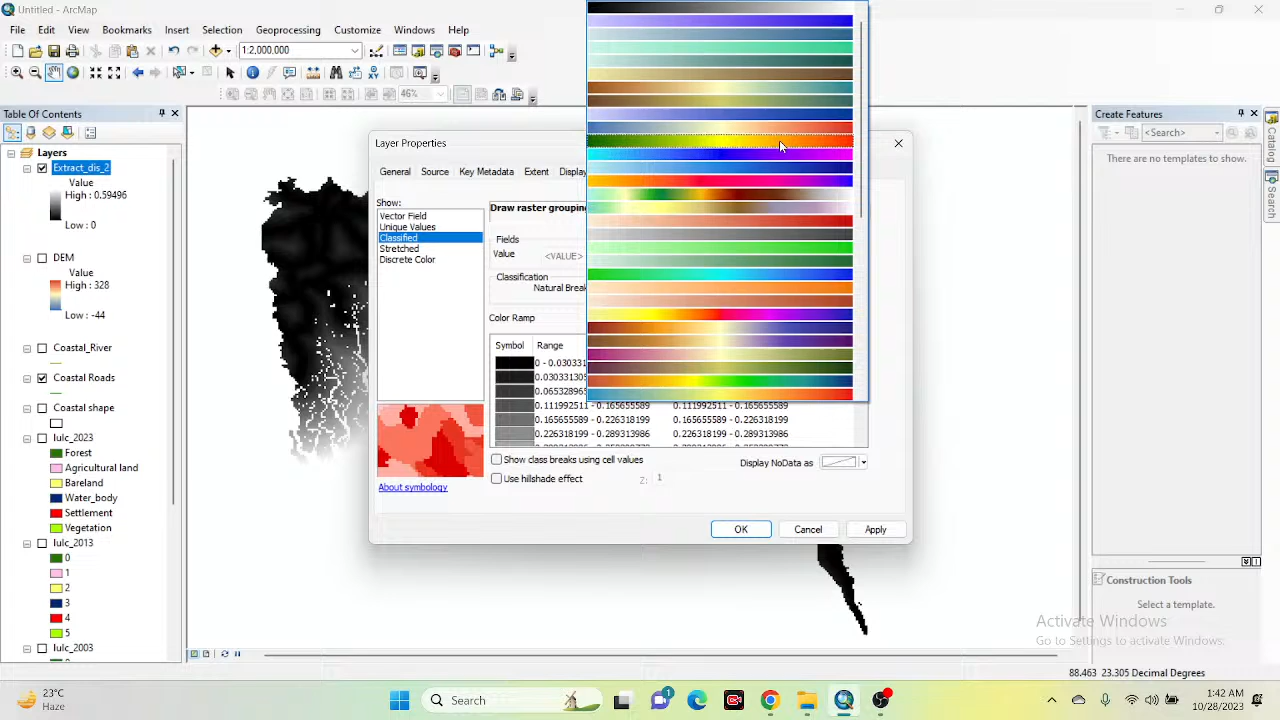 Untitled - ArcMap
File Edit View Bookmarks Insert Selection Geoprocessing Customize Windows Help
1:2,000,000
46%
Table Of Contents
Layers
Extract_dis_2
Value
High : 0.59496
Low : 0
DEM
Value
High : 328
Low : -44
Coastal_River
Coastal Roads
Coastal shape
lulc_2023
Forest
Agricultural land
Bareland
Water_body
Settlement
Vegetation
lulc_2013
0
1
2
3
4
5
lulc_2003
Layer Properties
General Source Key Metadata Extent Display
Show:
Vector Field
Unique Values
Classified
Stretched
Discrete Color
About symbology
Draw raster grouping
Fields
Value <VALUE>
Classification
Natural Break
Color Ramp
Symbol Range
0 - 0.030331
0.030331305
0.065328965
0.111992511 - 0.165655589 0.111992511 - 0.165655589
0.165655589 - 0.226318199 0.165655589 - 0.226318199
0.226318199 - 0.289313986 0.226318199 - 0.289313986
Show class breaks using cell values
Use hillshade effect
Z: 1
Display NoData as
OK Cancel Apply
Create Features
<Search>
There are no templates to show.
Construction Tools
Select a template.
Catalog
Search
Activate Windows
Go to Settings to activate Windows.
88.463 23.305 Decimal Degrees
23°C
Haze
Search
1
1:42 AM
10/28/2023